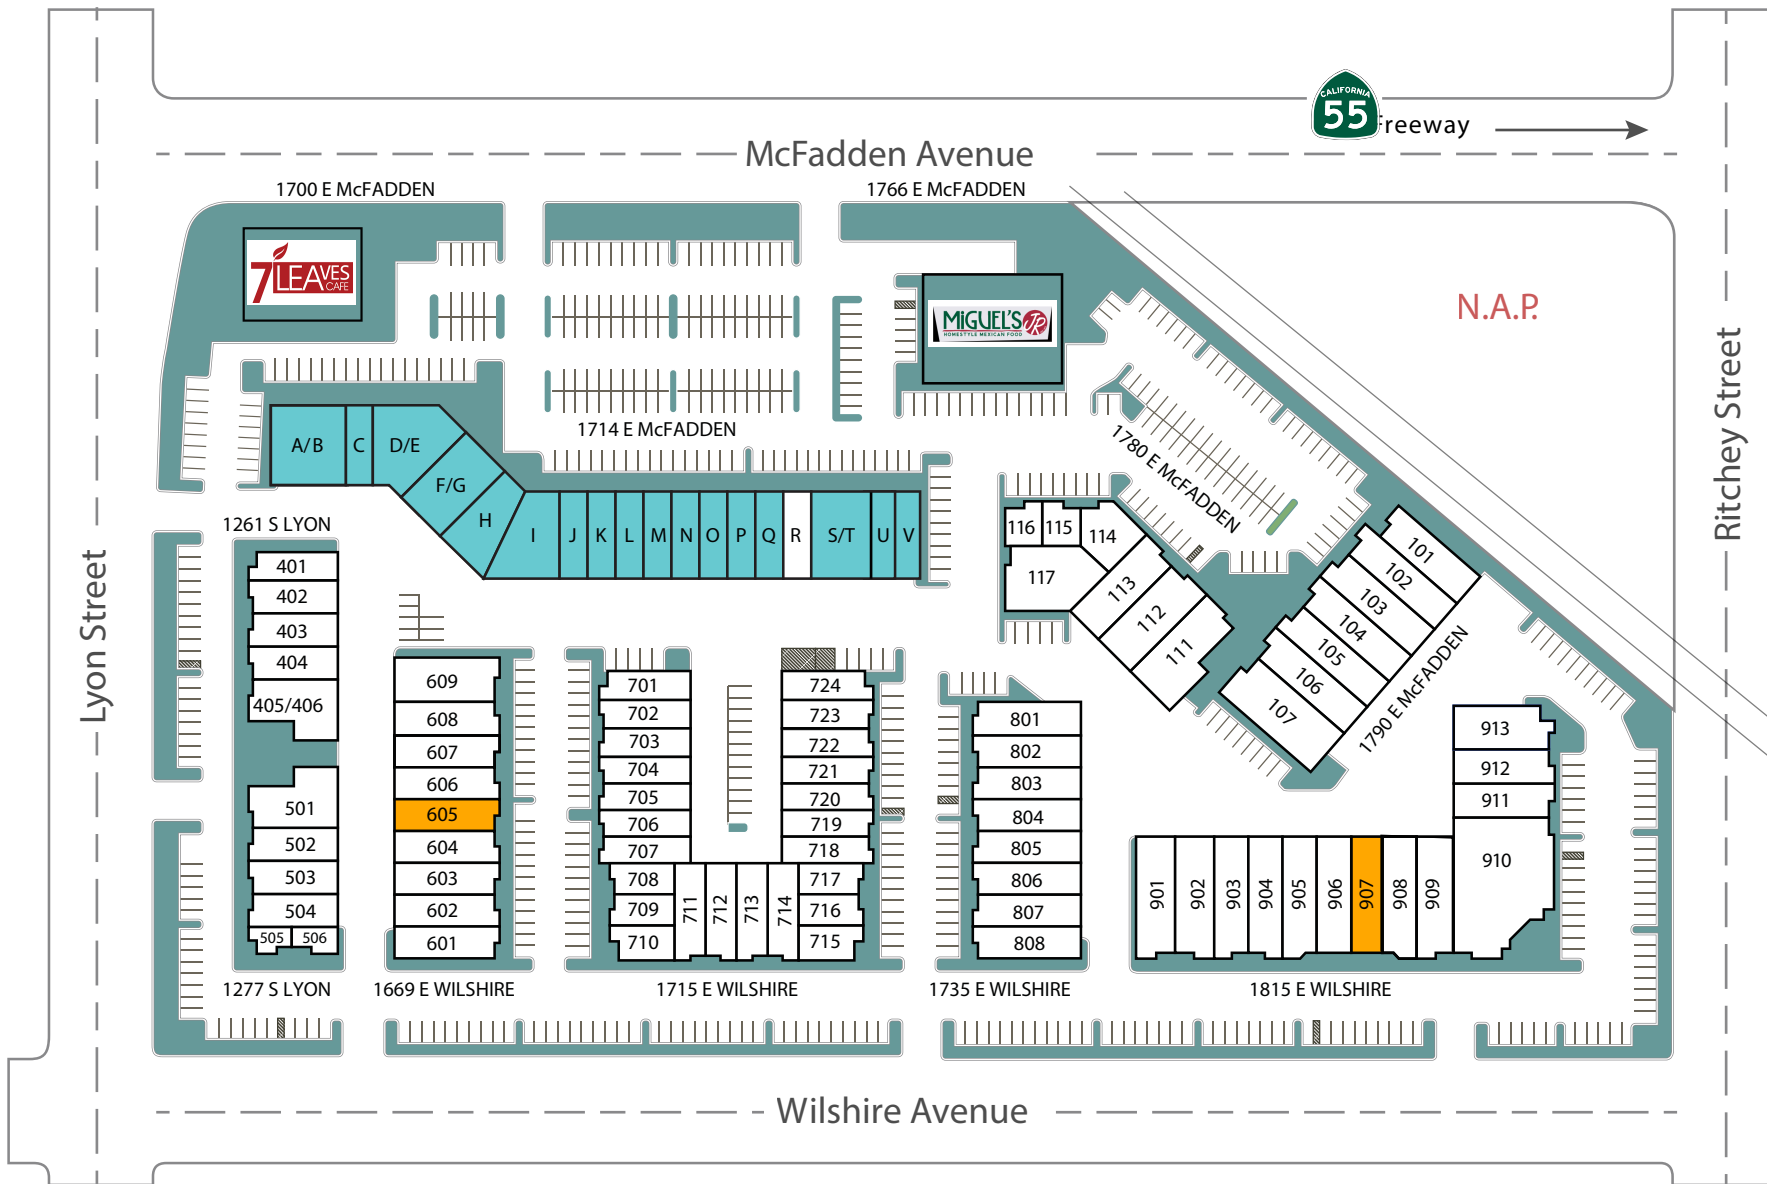 CALIFORNIA
55
Freeway
McFadden Avenue
1700 E McFADDEN
1766 E McFADDEN
7 LEAVES
CAFE
MiGUEL'S JR
HOMESTYLE MEXICAN FOOD
N.A.P.
Lyon Street
Ritchey Street
1714 E McFADDEN
1780 E McFADDEN
A/B
C
D/E
F/G
H
I
J
K
L
M
N
O
P
Q
R
S/T
U
V
116
115
114
117
113
112
111
101
102
103
104
105
106
107
1790 E McFADDEN
1261 S LYON
401
402
403
404
405/406
501
502
503
504
505
506
1277 S LYON
609
608
607
606
605
604
603
602
601
1669 E WILSHIRE
701
702
703
704
705
706
707
708
709
710
711
712
713
714
724
723
722
721
720
719
718
717
716
715
1715 E WILSHIRE
801
802
803
804
805
806
807
808
1735 E WILSHIRE
913
912
911
910
901
902
903
904
905
906
907
908
909
1815 E WILSHIRE
Wilshire Avenue